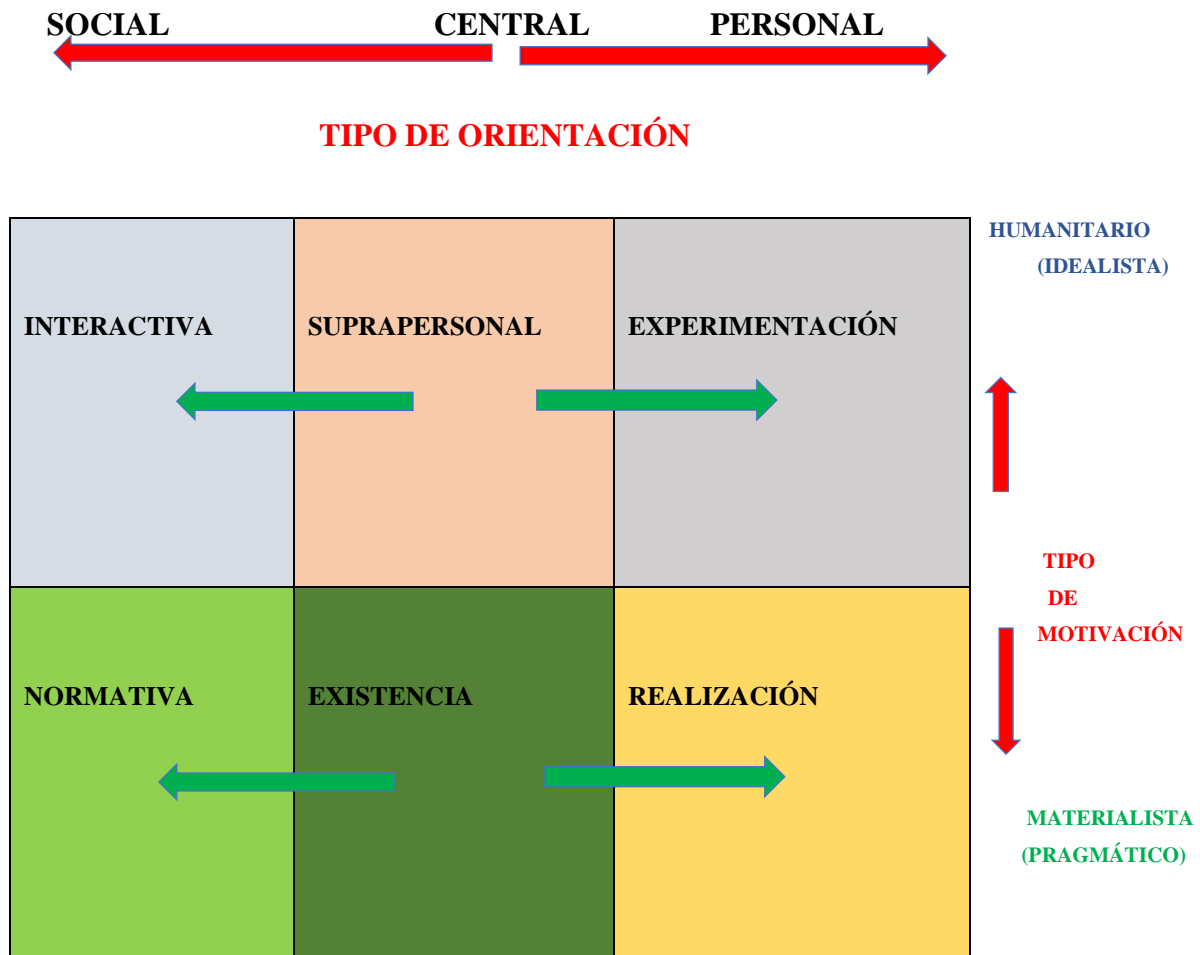 SOCIAL CENTRAL PERSONAL
TIPO DE ORIENTACIÓN
HUMANITARIO
(IDEALISTA)
INTERACTIVA SUPRAPERSONAL EXPERIMENTACIÓN
TIPO
DE
MOTIVACIÓN
NORMATIVA EXISTENCIA REALIZACIÓN
MATERIALISTA
(PRAGMÁTICO)